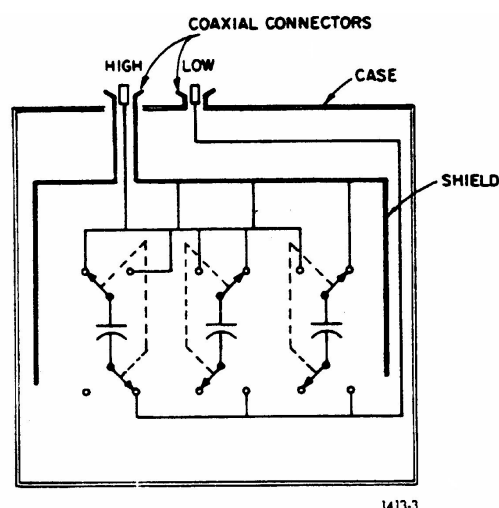 COAXIAL CONNECTORS
HIGH LOW
CASE
SHIELD
1413-3